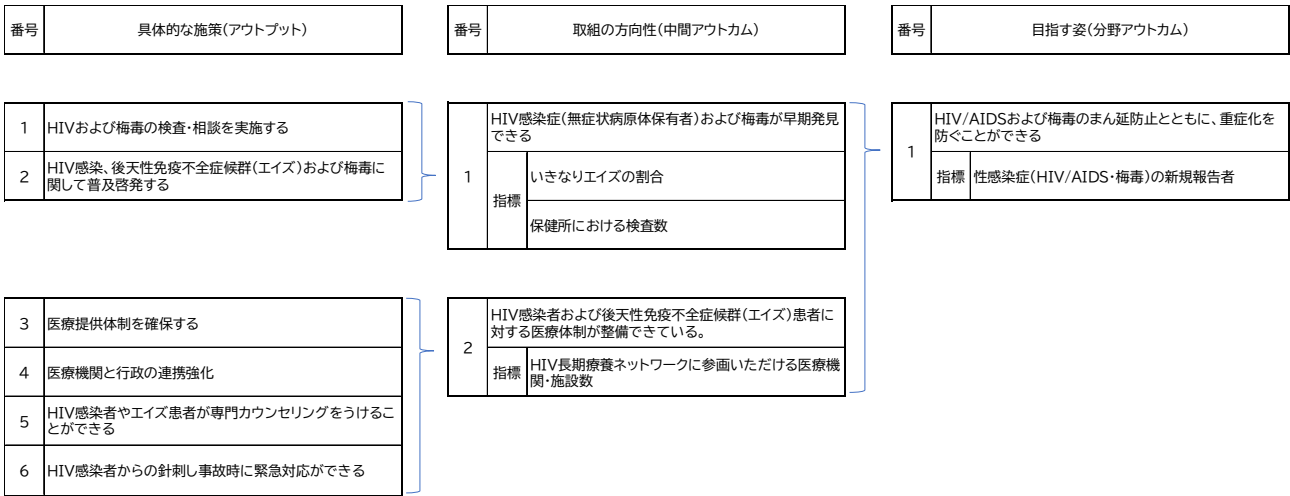 番号 具体的な施策(アウトプット)
番号 取組の方向性(中間アウトカム)
番号 目指す姿(分野アウトカム)
1 HIVおよび梅毒の検査・相談を実施する
2 HIV感染、後天性免疫不全症候群(エイズ)および梅毒に
関して普及啓発する
1
HIV感染症(無症状病原体保有者)および梅毒が早期発見
できる
指標
いきなりエイズの割合
保健所における検査数
1
HIV/AIDSおよび梅毒のまん延防止とともに、重症化を
防ぐことができる
指標 性感染症(HIV/AIDS・梅毒)の新規報告者
3 医療提供体制を確保する
4 医療機関と行政の連携強化
5 HIV感染者やエイズ患者が専門カウンセリングをうけるこ
とができる
6 HIV感染者からの針刺し事故時に緊急対応ができる
2
HIV感染者および後天性免疫不全症候群(エイズ)患者に
対する医療体制が整備できている。
指標 HIV長期療養ネットワークに参画いただける医療機
関・施設数